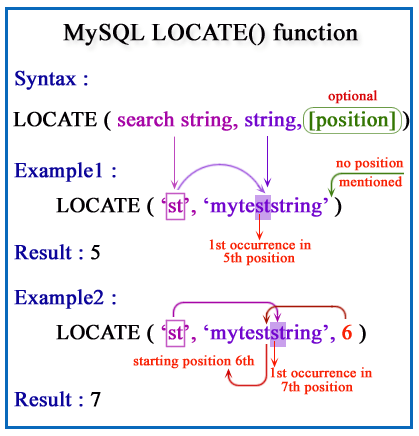 MySQL LOCATE() function
Syntax :
optional
LOCATE ( search string, string, [position] )
Example1 :
no position
mentioned
LOCATE ( ‘st’, ‘myteststring’ )
1st occurrence in
5th position
Result : 5
Example2 :
LOCATE ( ‘st’, ‘myteststring’, 6 )
starting position 6th
1st occurrence in
7th position
Result : 7